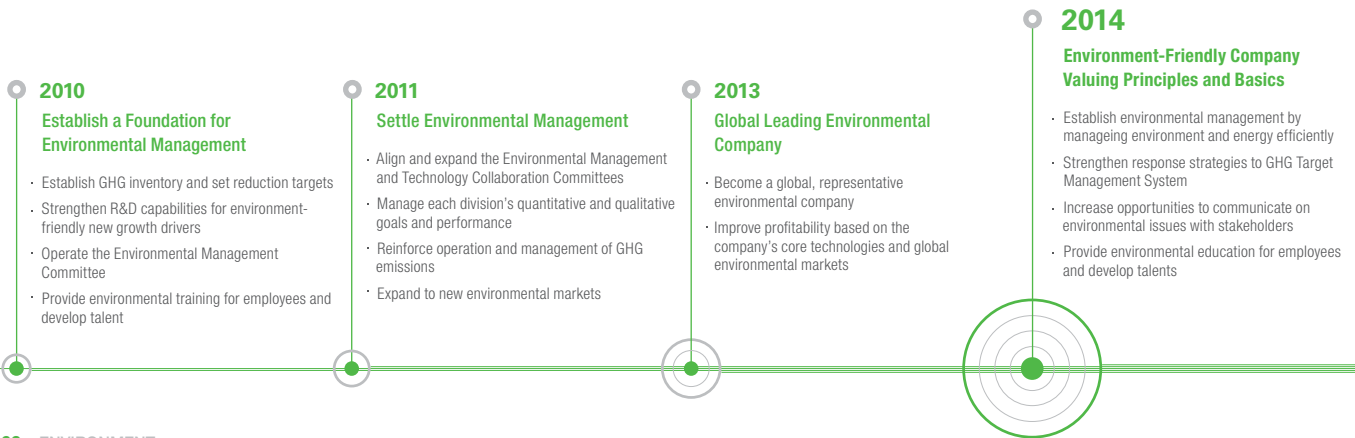 2010
Establish a Foundation for
Environmental Management
· Establish GHG inventory and set reduction targets
· Strengthen R&D capabilities for environment-
friendly new growth drivers
· Operate the Environmental Management
Committee
· Provide environmental training for employees and
develop talent
2011
Settle Environmental Management
· Align and expand the Environmental Management
and Technology Collaboration Committees
· Manage each division's quantitative and qualitative
goals and performance
· Reinforce operation and management of GHG
emissions
· Expand to new environmental markets
2013
Global Leading Environmental
Company
· Become a global, representative
environmental company
· Improve profitability based on the
company's core technologies and global
environmental markets
2014
Environment-Friendly Company
Valuing Principles and Basics
· Establish environmental management by
manageing environment and energy efficiently
· Strengthen response strategies to GHG Target
Management System
· Increase opportunities to communicate on
environmental issues with stakeholders
· Provide environmental education for employees
and develop talents
ENVIRONMENT